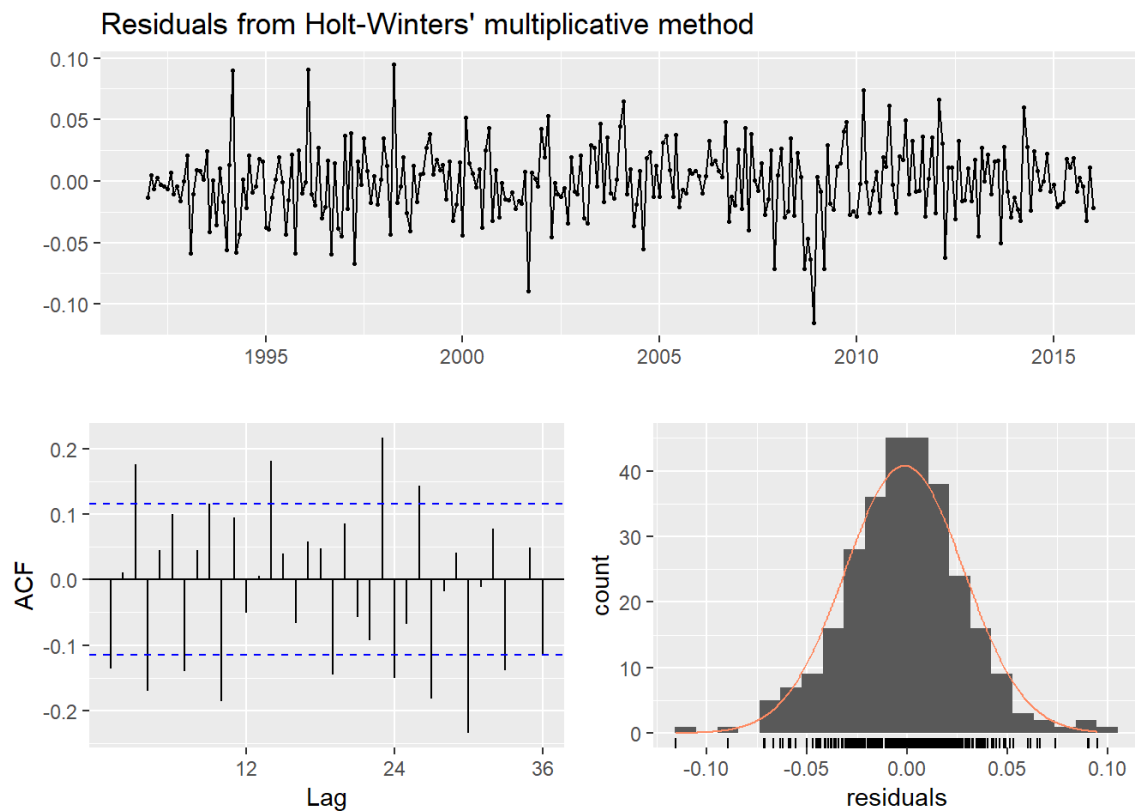 Residuals from Holt-Winters' multiplicative method
0.10
0.05
0.00
-0.05
-0.10
1995 2000 2005 2010 2015
0.2
0.1
0.0
-0.1
-0.2
ACF
12 24 36
Lag
40
30
20
10
0
count
-0.10 -0.05 0.00 0.05 0.10
residuals